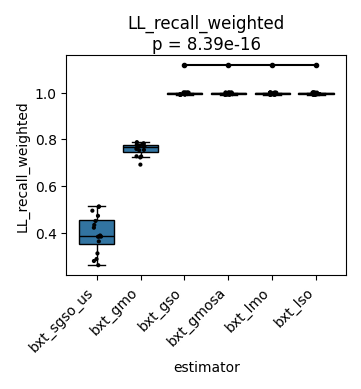 LL_recall_weighted
p = 8.39e-16
LL_recall_weighted
1.0
0.8
0.6
0.4
bxt_sgso_us
bxt_gmo
bxt_gso
bxt_gmosa
bxt_lmo
bxt_lso
estimator